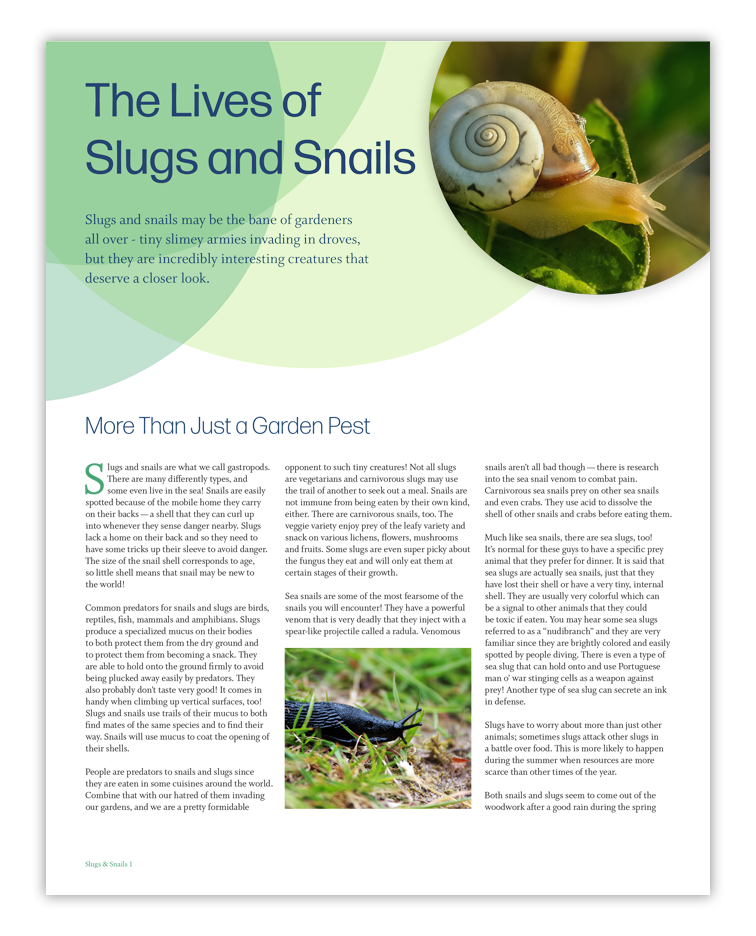 The Lives of
Slugs and Snails
Slugs and snails may be the bane of gardeners
all over - tiny slimey armies invading in droves,
but they are incredibly interesting creatures that
deserve a closer look.
More Than Just a Garden Pest
Slugs and snails are what we call gastropods.
There are many differently types, and
some even live in the sea! Snails are easily
spotted because of the mobile home they carry
on their backs — a shell that they can curl up
into whenever they sense danger nearby. Slugs
lack a home on their back and so they need to
have some tricks up their sleeve to avoid danger.
The size of the snail shell corresponds to age,
so little shell means that snail may be new to
the world!
Common predators for snails and slugs are birds,
reptiles, fish, mammals and amphibians. Slugs
produce a specialized mucus on their bodies
to both protect them from the dry ground and
to protect them from becoming a snack. They
are able to hold onto the ground firmly to avoid
being plucked away easily by predators. They
also probably don't taste very good! It comes in
handy when climbing up vertical surfaces, too!
Slugs and snails use trails of their mucus to both
find mates of the same species and to find their
way. Snails will use mucus to coat the opening of
their shells.
People are predators to snails and slugs since
they are eaten in some cuisines around the world.
Combine that with our hatred of them invading
our gardens, and we are a pretty formidable
opponent to such tiny creatures! Not all slugs
are vegetarians and carnivorous slugs may use
the trail of another to seek out a meal. Snails are
not immune from being eaten by their own kind,
either. There are carnivorous snails, too. The
veggie variety enjoy prey of the leafy variety and
snack on various lichens, flowers, mushrooms
and fruits. Some slugs are even super picky about
the fungus they eat and will only eat them at
certain stages of their growth.
Sea snails are some of the most fearsome of the
snails you will encounter! They have a powerful
venom that is very deadly that they inject with a
spear-like projectile called a radula. Venomous
snails aren't all bad though — there is research
into the sea snail venom to combat pain.
Carnivorous sea snails prey on other sea snails
and even crabs. They use acid to dissolve the
shell of other snails and crabs before eating them.
Much like sea snails, there are sea slugs, too!
It's normal for these guys to have a specific prey
animal that they prefer for dinner. It is said that
sea slugs are actually sea snails, just that they
have lost their shell or have a very tiny, internal
shell. They are usually very colorful which can
be a signal to other animals that they could
be toxic if eaten. You may hear some sea slugs
referred to as a "nudibranch" and they are very
familiar since they are brightly colored and easily
spotted by people diving. There is even a type of
sea slug that can hold onto and use Portuguese
man o' war stinging cells as a weapon against
prey! Another type of sea slug can secrete an ink
in defense.
Slugs have to worry about more than just other
animals; sometimes slugs attack other slugs in
a battle over food. This is more likely to happen
during the summer when resources are more
scarce than other times of the year.
Both snails and slugs seem to come out of the
woodwork after a good rain during the spring
Slugs & Snails 1